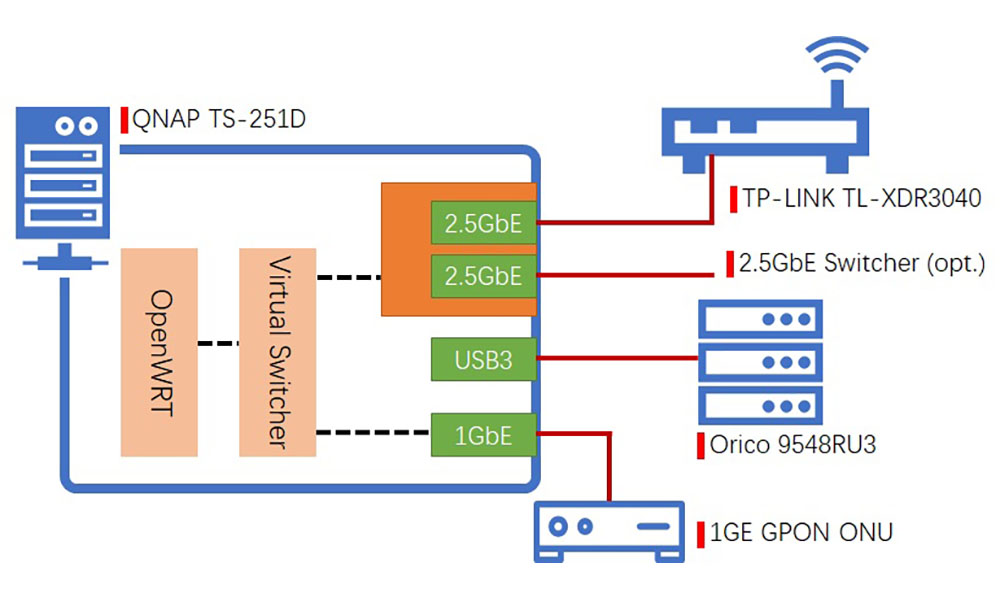 QNAP TS-251D
TP-LINK TL-XDR3040
2.5GbE
2.5GbE
2.5GbE Switcher (opt.)
OpenWRT
Virtual Switcher
USB3
1GbE
Orico 9548RU3
1GE GPON ONU